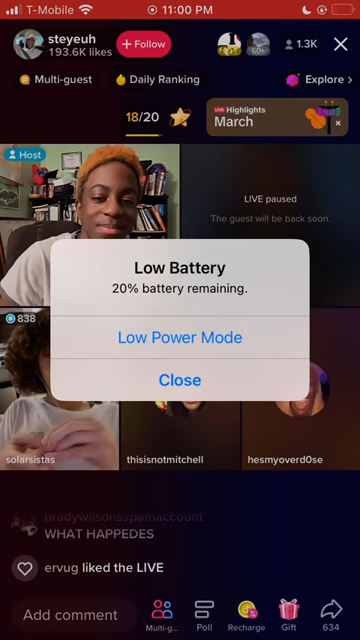 T-Mobile 11:00 PM
steyeuh
193.6K likes
+ Follow
60+
1.3K
Multi-guest
Daily Ranking
Explore >
18/20
LIVE Highlights
March
Host
LIVE paused
The guest will be back soon.
Low Battery
20% battery remaining.
Low Power Mode
Close
838
solarsistas
thisisnotmitchell
hesmyoverd0se
bradywilsonsspamaccount
WHAT HAPPEDES
ervug liked the LIVE
Add comment
Multi-g...
Poll
Recharge
Gift
634